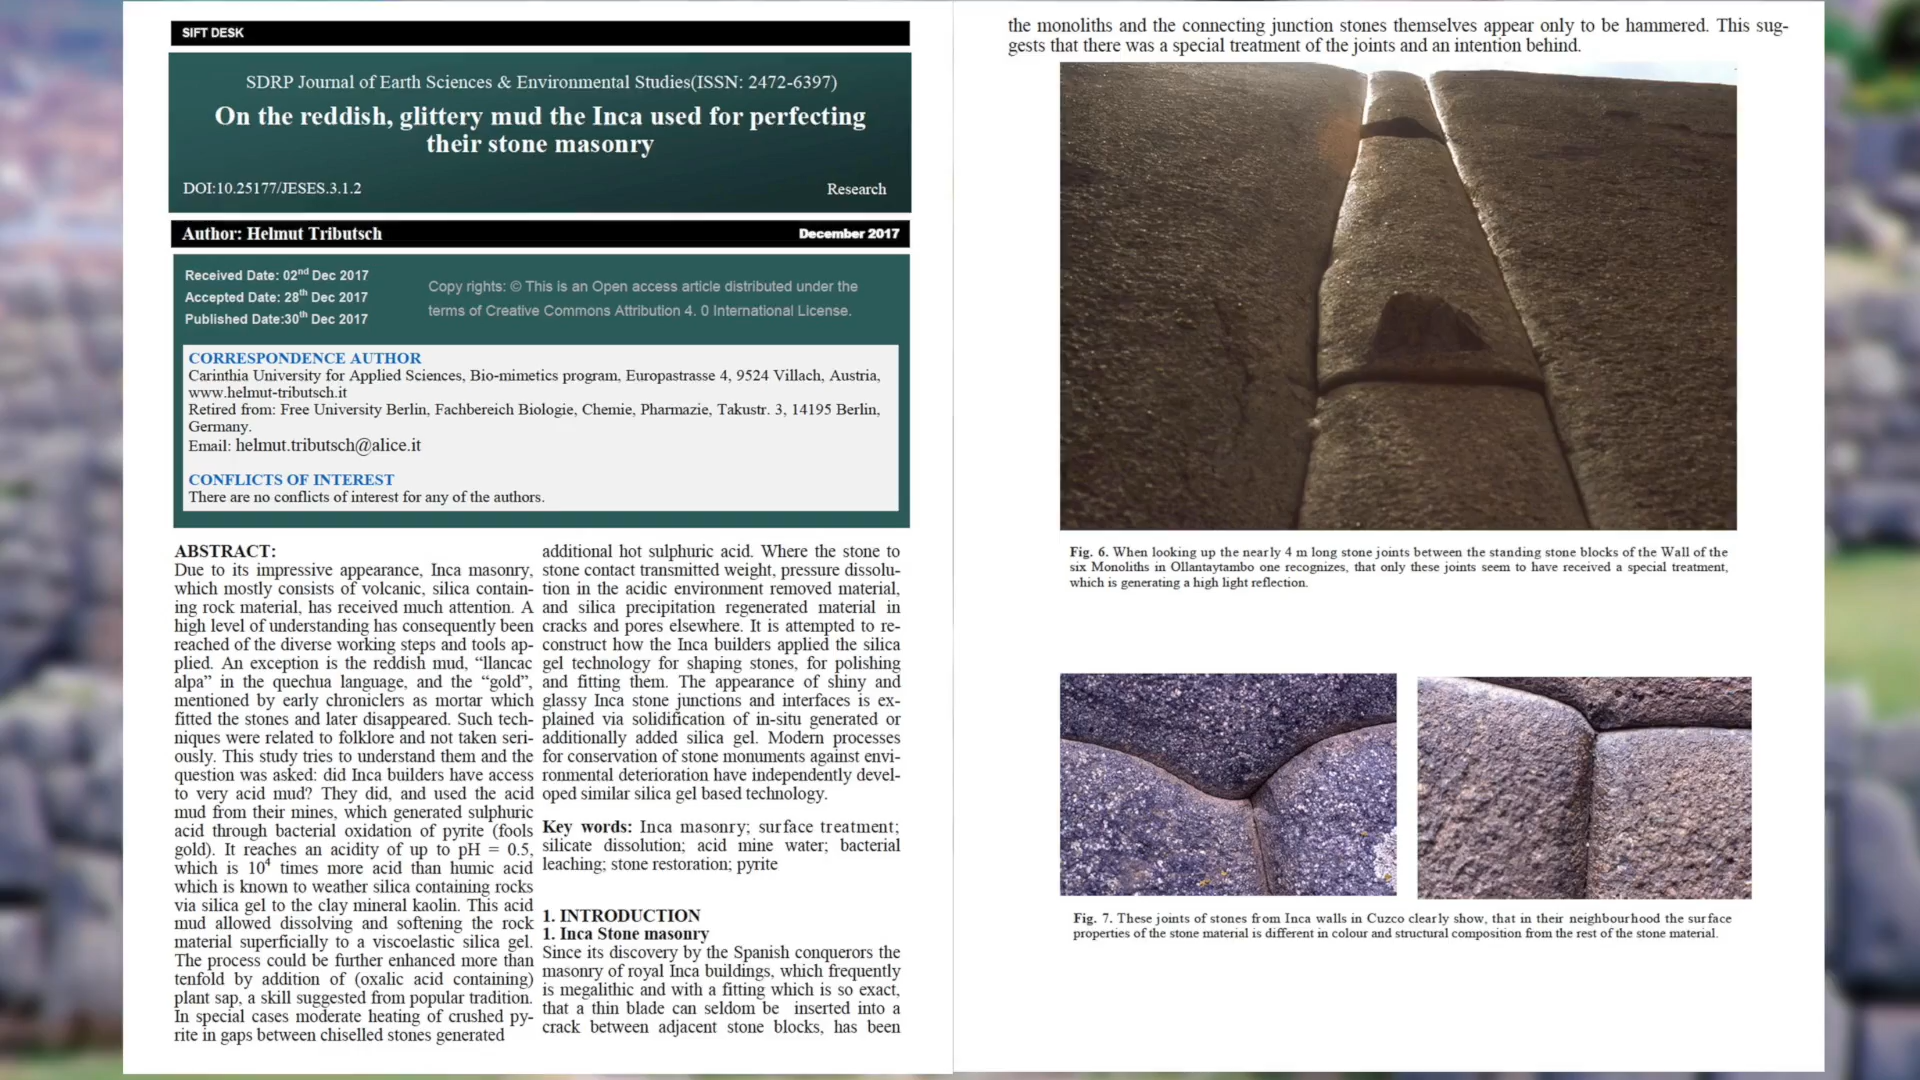 SIFT DESK
SDRP Journal of Earth Sciences & Environmental Studies(ISSN: 2472-6397)
On the reddish, glittery mud the Inca used for perfecting
their stone masonry
DOI:10.25177/JESES.3.1.2
Research
Author: Helmut Tributsch
December 2017
Received Date: 02nd Dec 2017
Accepted Date: 28th Dec 2017
Published Date:30th Dec 2017
Copy rights: © This is an Open access article distributed under the
terms of Creative Commons Attribution 4. 0 International License.
CORRESPONDENCE AUTHOR
Carinthia University for Applied Sciences, Bio-mimetics program, Europastrasse 4, 9524 Villach, Austria,
www.helmut-tributsch.it
Retired from: Free University Berlin, Fachbereich Biologie, Chemie, Pharmazie, Takustr. 3, 14195 Berlin,
Germany.
Email: helmut.tributsch@alice.it
CONFLICTS OF INTEREST
There are no conflicts of interest for any of the authors.
ABSTRACT:
Due to its impressive appearance, Inca masonry,
which mostly consists of volcanic, silica contain-
ing rock material, has received much attention. A
high level of understanding has consequently been
reached of the diverse working steps and tools ap-
plied. An exception is the reddish mud, “llancac
alpa” in the quechua language, and the “gold”,
mentioned by early chroniclers as mortar which
fitted the stones and later disappeared. Such tech-
niques were related to folklore and not taken seri-
ously. This study tries to understand them and the
question was asked: did Inca builders have access
to very acid mud? They did, and used the acid
mud from their mines, which generated sulphuric
acid through bacterial oxidation of pyrite (fools
gold). It reaches an acidity of up to pH = 0.5,
which is 10⁴ times more acid than humic acid
which is known to weather silica containing rocks
via silica gel to the clay mineral kaolin. This acid
mud allowed dissolving and softening the rock
material superficially to a viscoelastic silica gel.
The process could be further enhanced more than
tenfold by addition of (oxalic acid containing)
plant sap, a skill suggested from popular tradition.
In special cases moderate heating of crushed py-
rite in gaps between chiselled stones generated
additional hot sulphuric acid. Where the stone to
stone contact transmitted weight, pressure dissolu-
tion in the acidic environment removed material,
and silica precipitation regenerated material in
cracks and pores elsewhere. It is attempted to re-
construct how the Inca builders applied the silica
gel technology for shaping stones, for polishing
and fitting them. The appearance of shiny and
glassy Inca stone junctions and interfaces is ex-
plained via solidification of in-situ generated or
additionally added silica gel. Modern processes
for conservation of stone monuments against envi-
ronmental deterioration have independently devel-
oped similar silica gel based technology.
Key words: Inca masonry; surface treatment;
silicate dissolution; acid mine water; bacterial
leaching; stone restoration; pyrite
1. INTRODUCTION
1. Inca Stone masonry
Since its discovery by the Spanish conquerors the
masonry of royal Inca buildings, which frequently
is megalithic and with a fitting which is so exact,
that a thin blade can seldom be inserted into a
crack between adjacent stone blocks, has been
the monoliths and the connecting junction stones themselves appear only to be hammered. This sug-
gests that there was a special treatment of the joints and an intention behind.
Fig. 6. When looking up the nearly 4 m long stone joints between the standing stone blocks of the Wall of the
six Monoliths in Ollantaytambo one recognizes, that only these joints seem to have received a special treatment,
which is generating a high light reflection.
Fig. 7. These joints of stones from Inca walls in Cuzco clearly show, that in their neighbourhood the surface
properties of the stone material is different in colour and structural composition from the rest of the stone material.